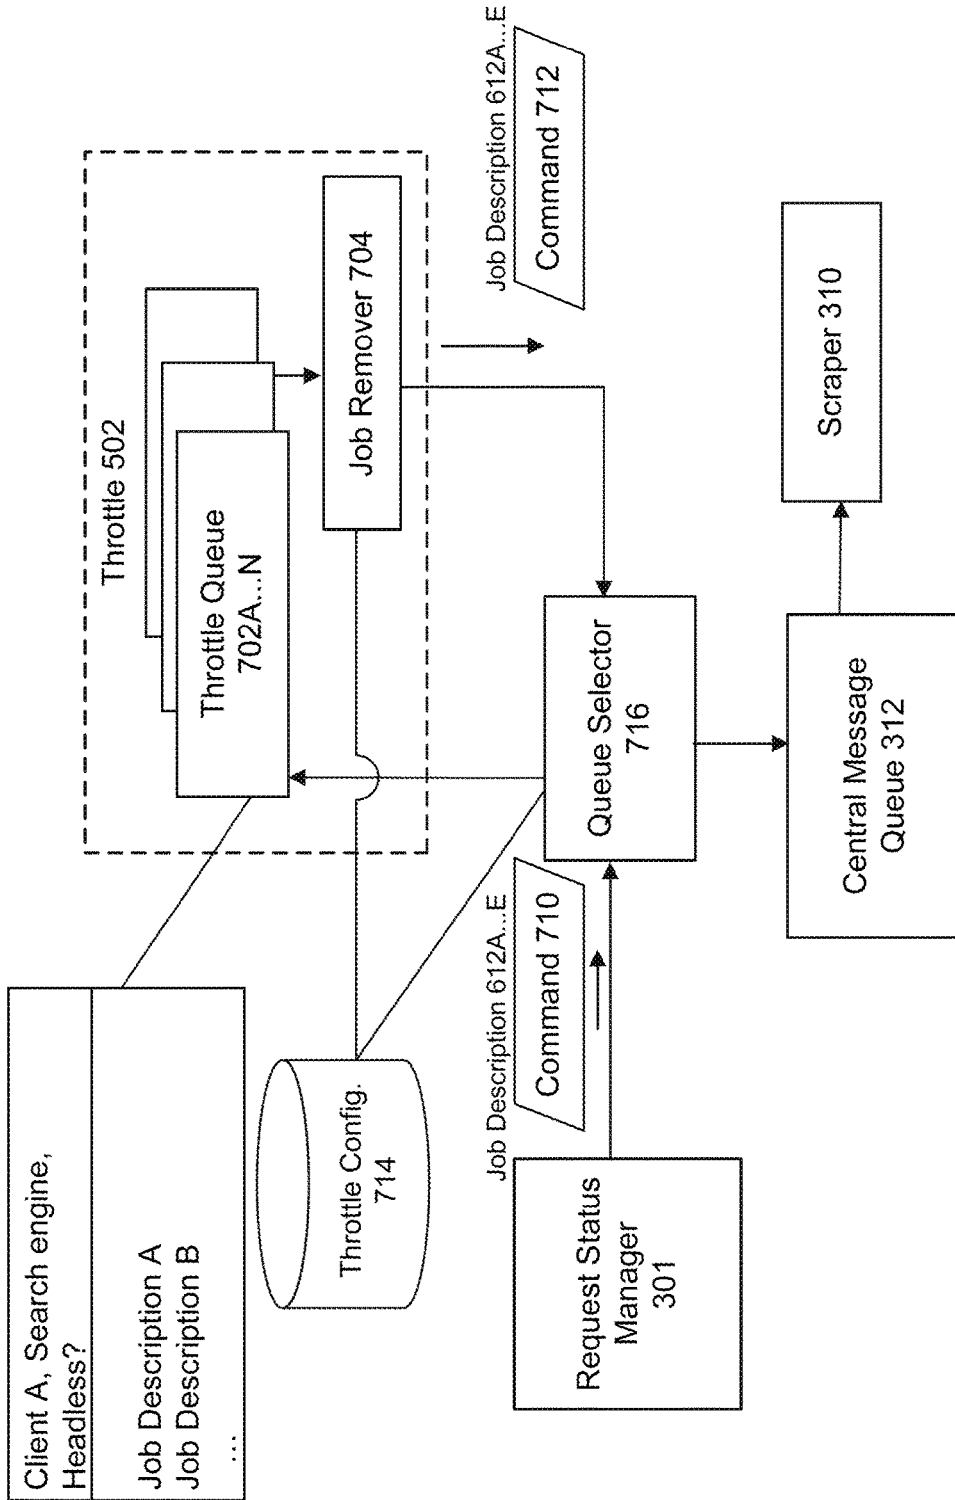 Client A, Search engine,
Headless?
Job Description A
Job Description B
...
Throttle 502
Throttle Queue
702A...N
Job Remover 704
Throttle Config.
714
Job Description 612A...E
Command 710
Job Description 612A...E
Command 712
Request Status
Manager
301
Queue Selector
716
Central Message
Queue 312
Scraper 310